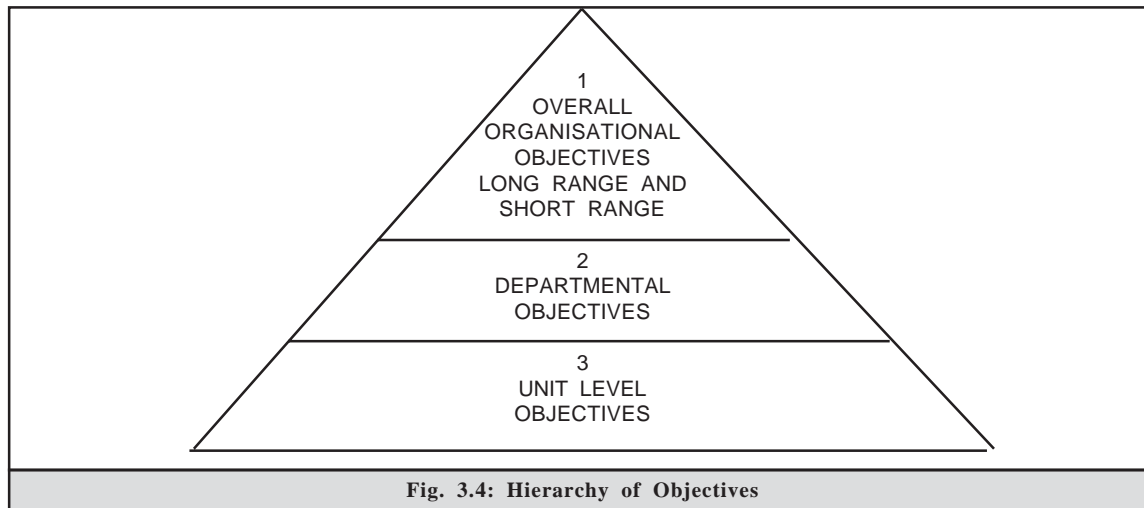 1
OVERALL
ORGANISATIONAL
OBJECTIVES
LONG RANGE AND
SHORT RANGE
2
DEPARTMENTAL
OBJECTIVES
3
UNIT LEVEL
OBJECTIVES
Fig. 3.4: Hierarchy of Objectives